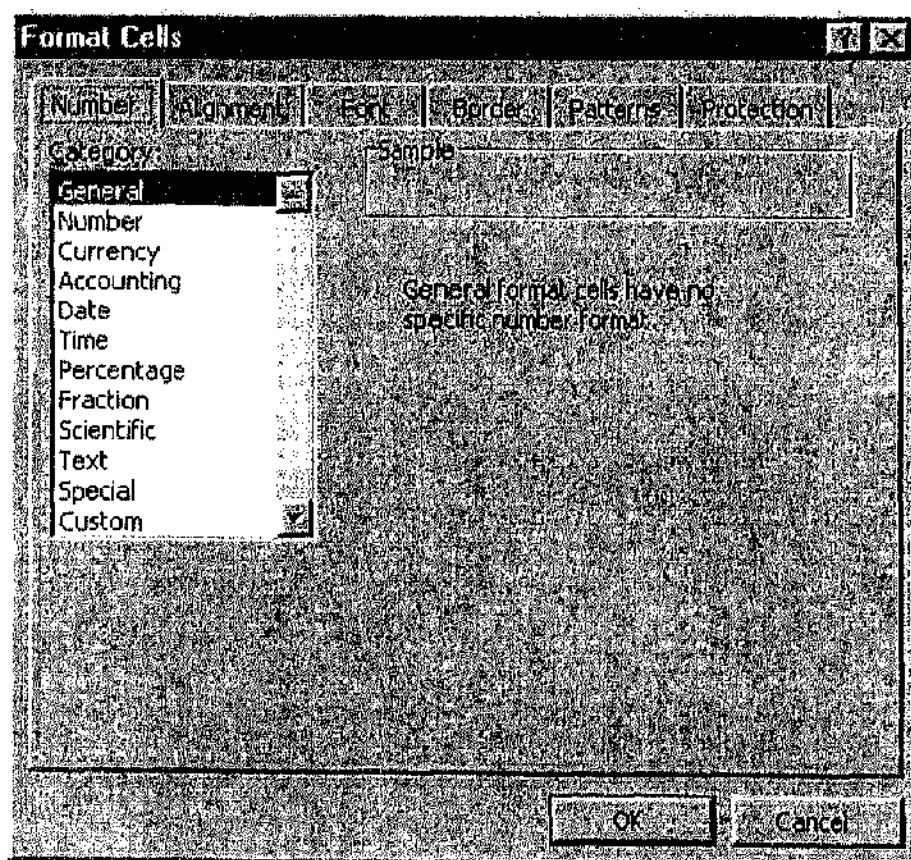 Format Cells
Number Alignment Font Border Patterns Protection
Category:
Sample
General
Number
Currency
Accounting
Date
Time
Percentage
Fraction
Scientific
Text
Special
Custom
General format cells have no
specific number format.
OK Cancel